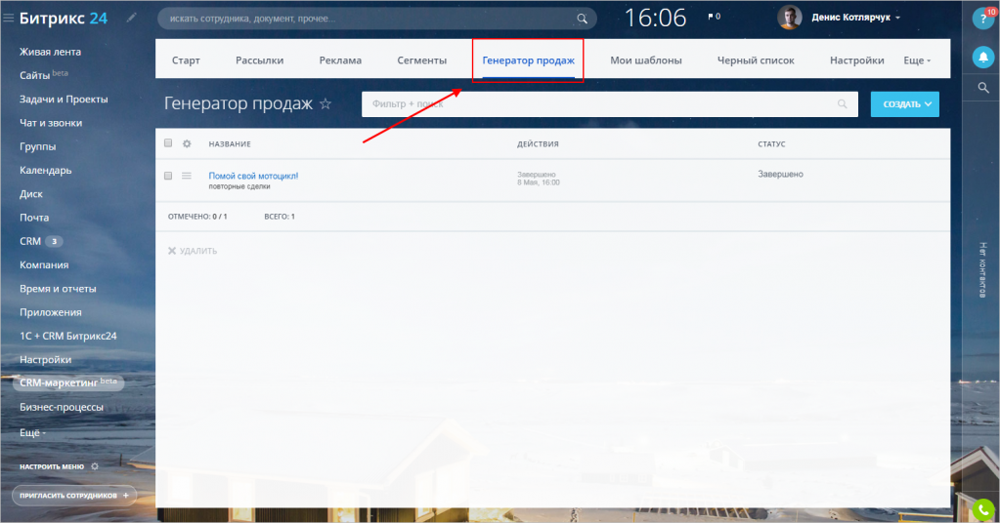 Битрикс 24
искать сотрудника, документ, прочее...
16:06
0
Денис Котлярчук
?
10
Живая лента
Сайты beta
Задачи и Проекты
Чат и звонки
Группы
Календарь
Диск
Почта
CRM 3
Компания
Время и отчеты
Приложения
1С + CRM Битрикс24
Настройки
CRM-маркетинг beta
Бизнес-процессы
Ещё -
НАСТРОИТЬ МЕНЮ
ПРИГЛАСИТЬ СОТРУДНИКОВ +
Старт Рассылки Реклама Сегменты Генератор продаж Мои шаблоны Черный список Настройки Еще
Генератор продаж
Фильтр + поиск
СОЗДАТЬ
НАЗВАНИЕ ДЕЙСТВИЯ СТАТУС
Помой свой мотоцикл!
повторные сделки
Завершено
8 Мая, 16:00
Завершено
ОТМЕЧЕНО: 0 / 1 ВСЕГО: 1
УДАЛИТЬ
Нет контактов